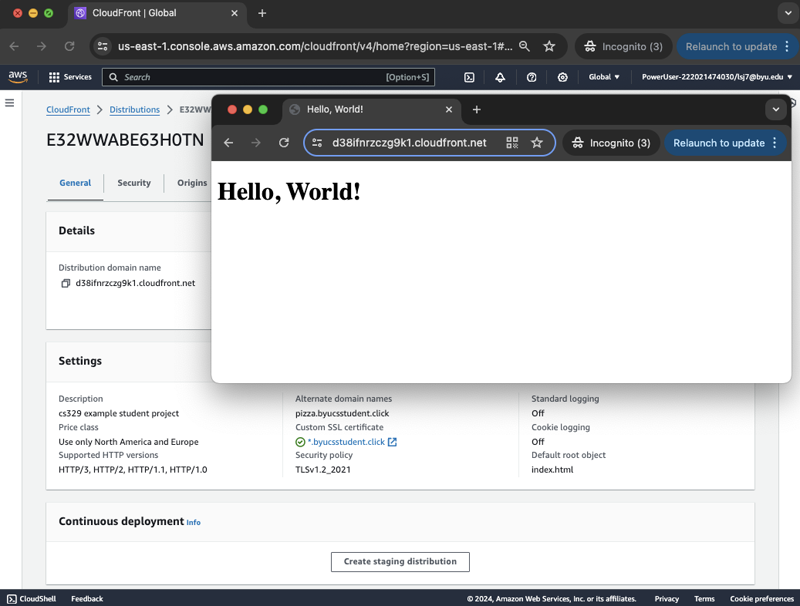 CloudFront | Global
us-east-1.console.aws.amazon.com/cloudfront/v4/home?region=us-east-1#...
Incognito (3)
Relaunch to update
aws
Services
Search
[Option+S]
Global
PowerUser-222021474030/lsj7@byu.edu
CloudFront
Distributions
E32WW
E32WWABE63H0TN
General
Security
Origins
Details
Distribution domain name
d38ifnrzczg9k1.cloudfront.net
Hello, World!
d38ifnrzczg9k1.cloudfront.net
Incognito (3)
Relaunch to update
Hello, World!
Settings
Description
cs329 example student project
Price class
Use only North America and Europe
Supported HTTP versions
HTTP/3, HTTP/2, HTTP/1.1, HTTP/1.0
Alternate domain names
pizza.byucsstudent.click
Custom SSL certificate
*.byucsstudent.click
Security policy
TLSv1.2_2021
Standard logging
Off
Cookie logging
Off
Default root object
index.html
Continuous deployment Info
Create staging distribution
CloudShell
Feedback
© 2024, Amazon Web Services, Inc. or its affiliates.
Privacy
Terms
Cookie preferences